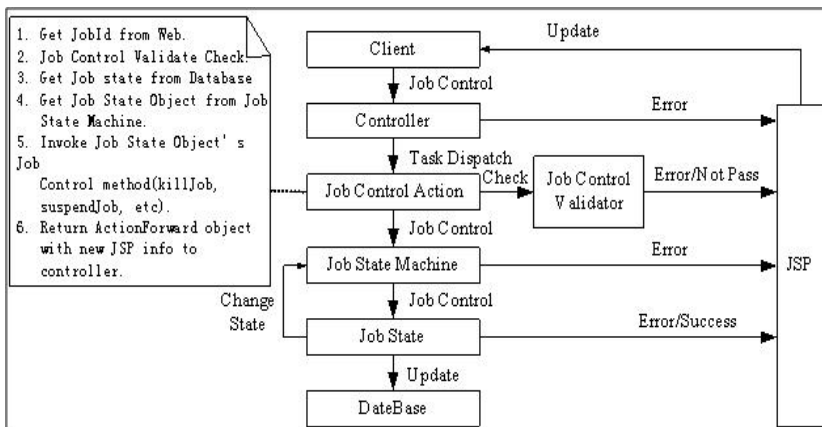 1. Get JobId from Web.
2. Job Control Validate Check.
3. Get Job state from Database
4. Get Job State Object from Job
State Machine.
5. Invoke Job State Object's
Job
Control method(killJob,
suspendJob, etc).
6. Return ActionForward object
with new JSP info to
controller.
Client
Update
Job Control
Controller
Error
Task Dispatch
Check
Job Control Action
Job Control
Validator
Error/Not Pass
Job Control
Job State Machine
Error
JSP
Change
State
Job Control
Job State
Error/Success
Update
DateBase